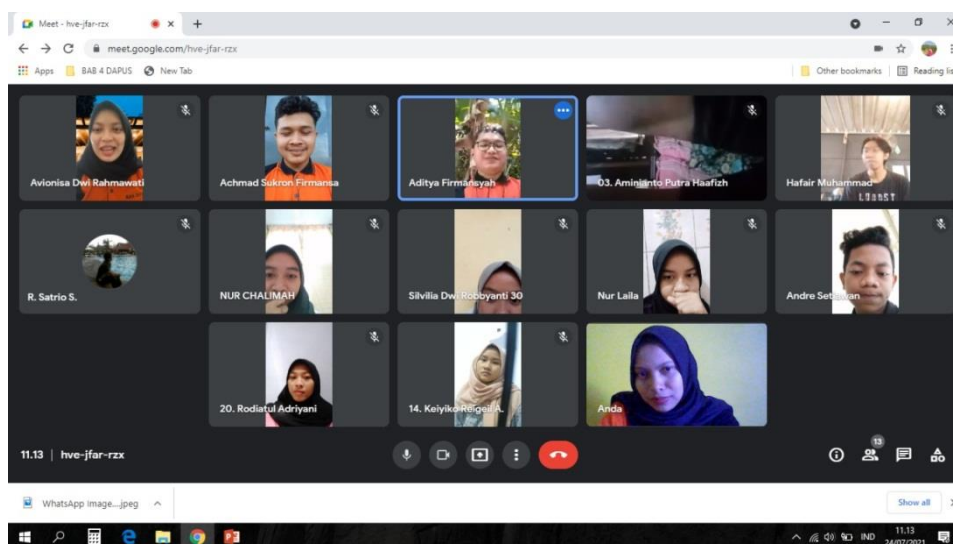 Meet - hve-jfar-rzx
meet.google.com/hve-jfar-rzx
Apps BAB 4 DAPUS New Tab Other bookmarks Reading lis
Avionisa Dwi Rahmawati
Achmad Sukron Firmansa
Aditya Firmansyah
03. Aminianto Putra Haafizh
Hafair Muhammad
R. Satrio S.
NUR CHALIMAH
Silvilia Dwi Robbyanti 30
Nur Laila
Andre Setiawan
20. Rodiatul Adriyani
14. Keiyiko Reigeil A.
Anda
11.13 | hve-jfar-rzx
13
WhatsApp Image....jpeg
Show all
IND
11.13
24/07/2021